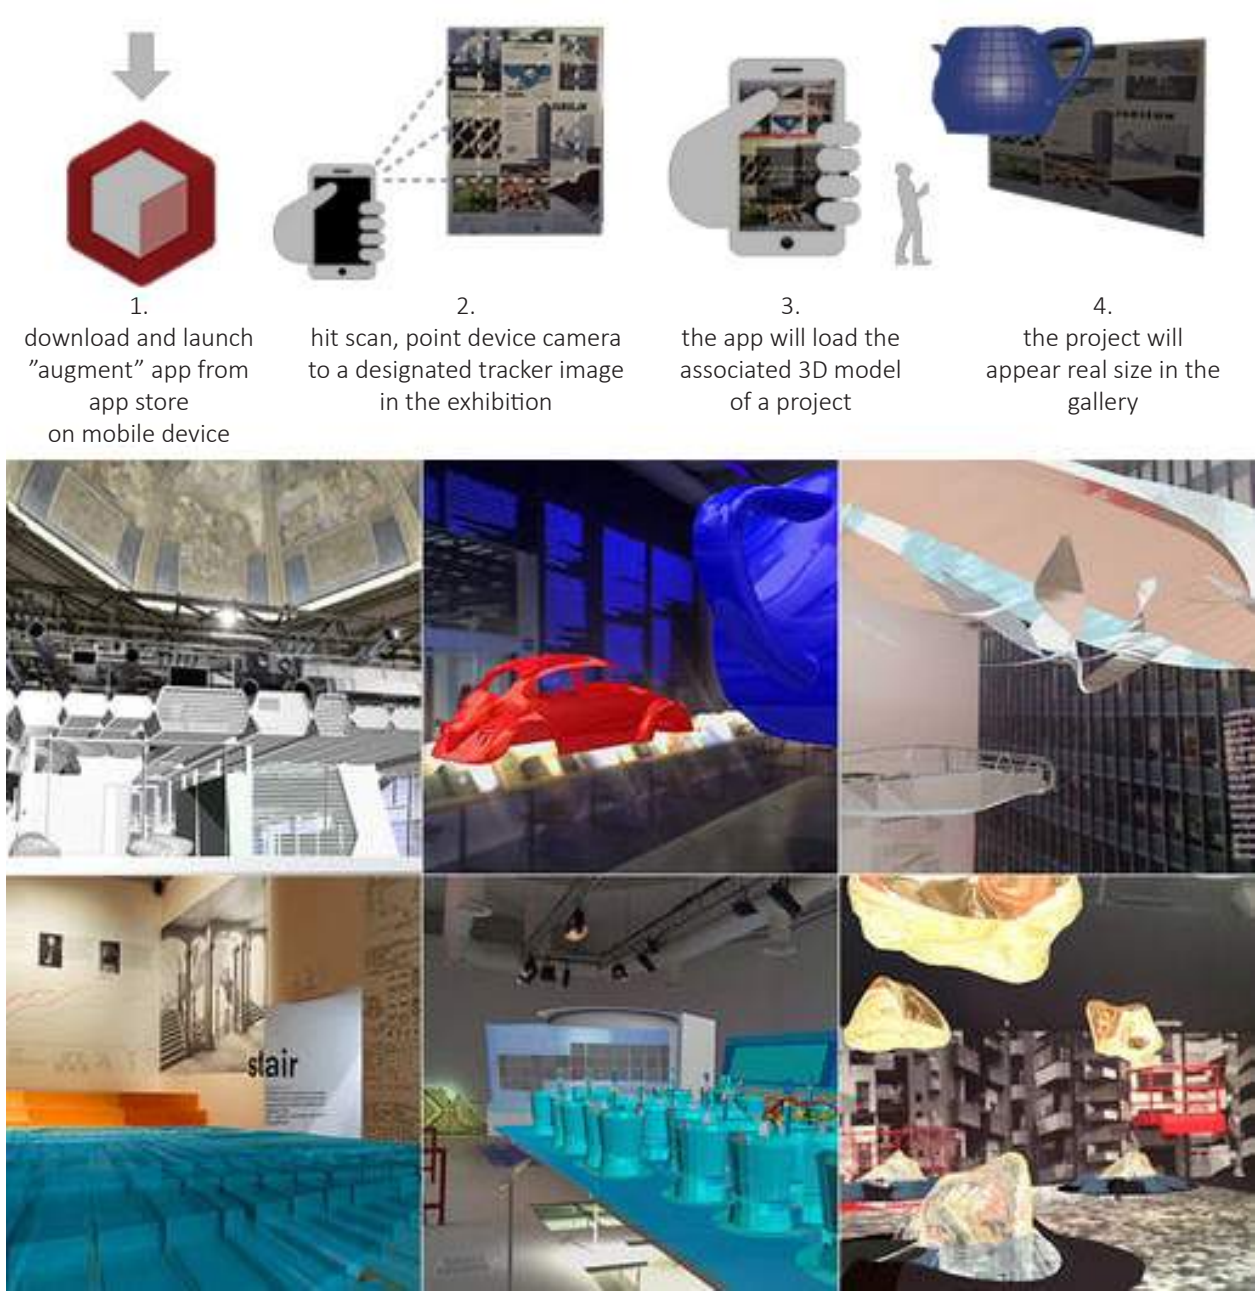 1.
download and launch
”augment” app from
app store
on mobile device
2.
hit scan, point device camera
to a designated tracker image
in the exhibition
3.
the app will load the
associated 3D model
of a project
4.
the project will
appear real size in the
gallery
stair